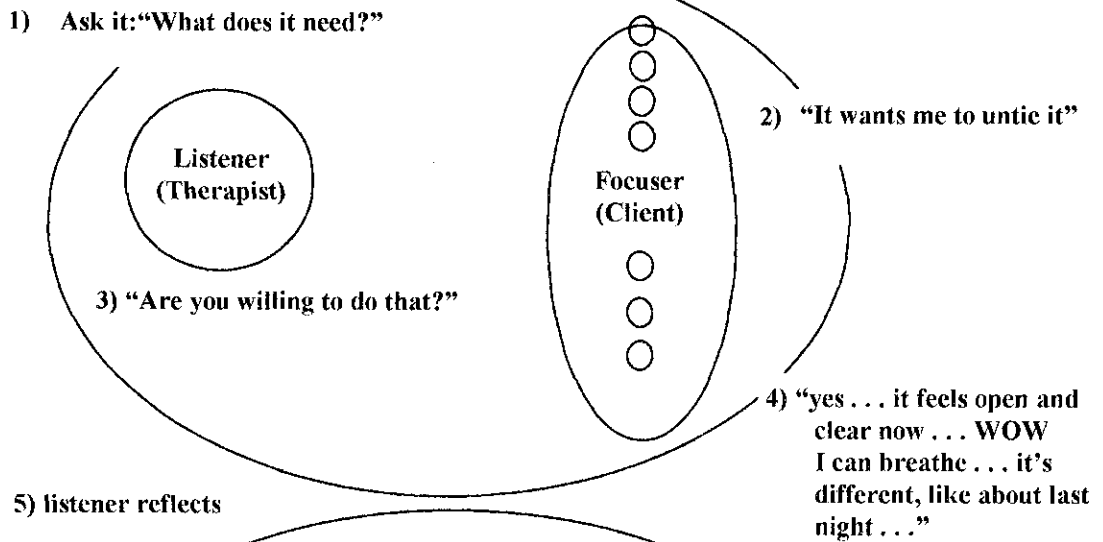 1) Ask it:“What does it need?”
2) “It wants me to untie it”
Listener
(Therapist)
Focuser
(Client)
3) “Are you willing to do that?”
4) “yes . . . it feels open and
clear now . . . WOW
I can breathe . . . it's
different, like about last
night . . .”
5) listener reflects